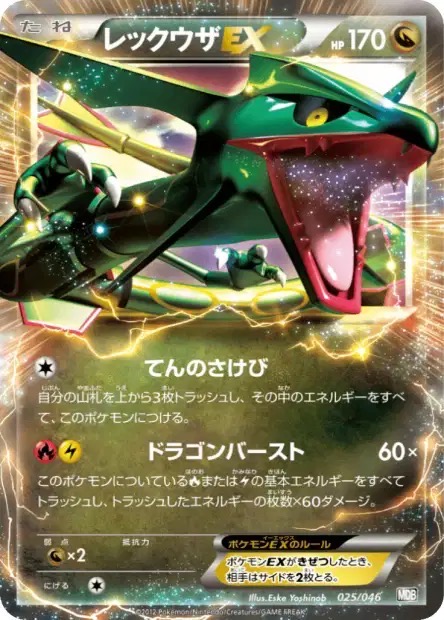 たね レックウザEX HP170
てんのさけび
自分の山札を上から3枚トラッシュし、その中のエネルギーをすべ
て、このポケモンにつける。
ドラゴンバースト 60×
このポケモンについている または の基本エネルギーをすべて
トラッシュし、トラッシュしたエネルギーの枚数×60ダメージ。
弱点 抵抗力
×2
にげる
ポケモンEXのルール
ポケモンEXがきぜつしたとき、
相手はサイドを2枚とる。
Illus.Eske Yoshinob 025/046 MDB
©2012 Pokémon/Nintendo/Creatures/GAME FREAK.